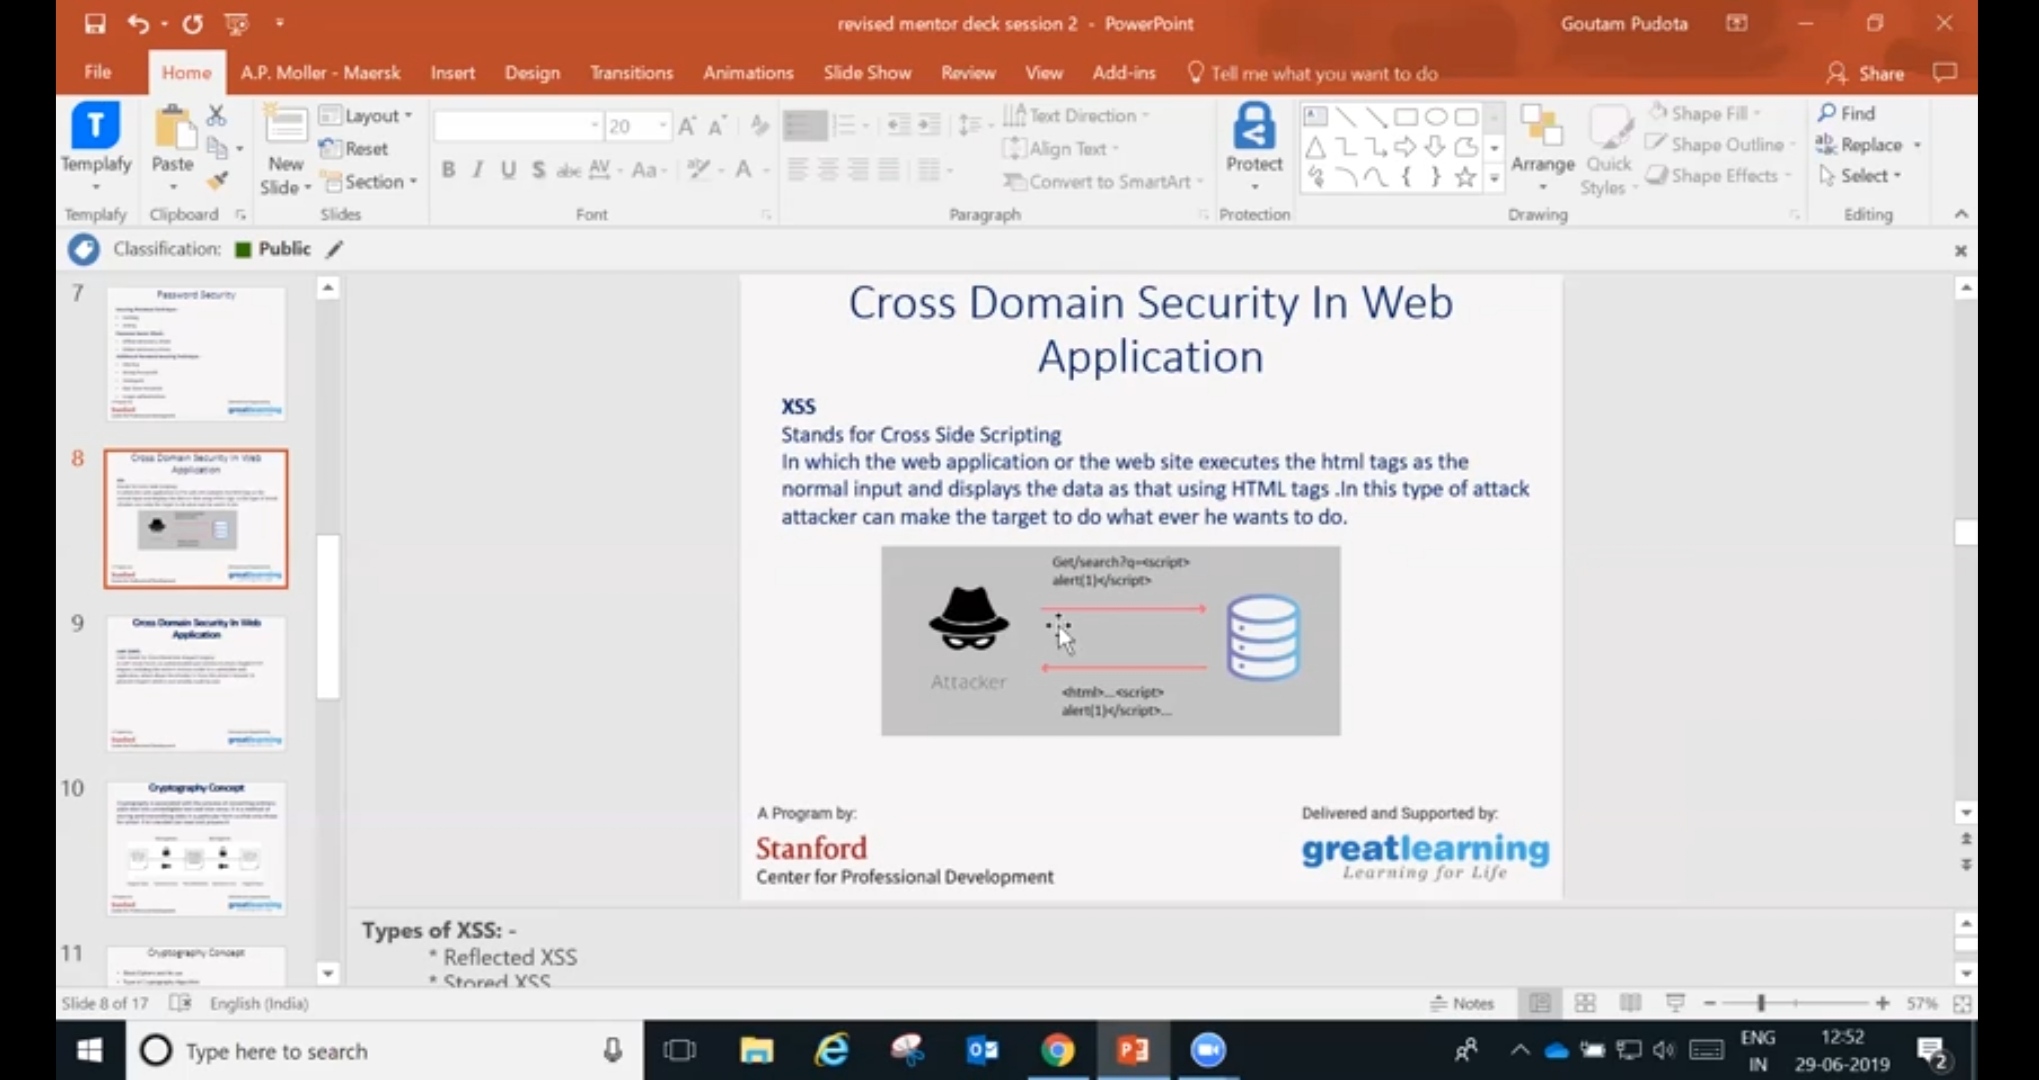 revised mentor deck session 2 - PowerPoint
Goutam Pudota
File Home A.P. Moller - Maersk Insert Design Transitions Animations Slide Show Review View Add-ins Tell me what you want to do Share
Templafy
Paste
New
Slide
Layout
Reset
Section
20
Text Direction
Align Text
Convert to SmartArt
Protect
Arrange
Quick
Styles
Shape Fill
Shape Outline
Shape Effects
Find
Replace
Select
Templafy Clipboard Slides Font Paragraph Protection Drawing Editing
Classification: Public
7
Password Security
8
Cross Domain Security In Web
Application
9
Cross Domain Security In Web
Application
10
Cryptography Concept
11
Cryptography Concept
Cross Domain Security In Web
Application
XSS
Stands for Cross Side Scripting
In which the web application or the web site executes the html tags as the
normal input and displays the data as that using HTML tags .In this type of attack
attacker can make the target to do what ever he wants to do.
Get/search?q=<script>
alert(1)</script>
Attacker
<html>...<script>
alert(1)</script>...
A Program by:
Stanford
Center for Professional Development
Delivered and Supported by:
greatlearning
Learning for Life
Types of XSS: -
* Reflected XSS
* Stored XSS
Slide 8 of 17 English (India) Notes 57%
Type here to search
ENG
IN
12:52
29-06-2019
2